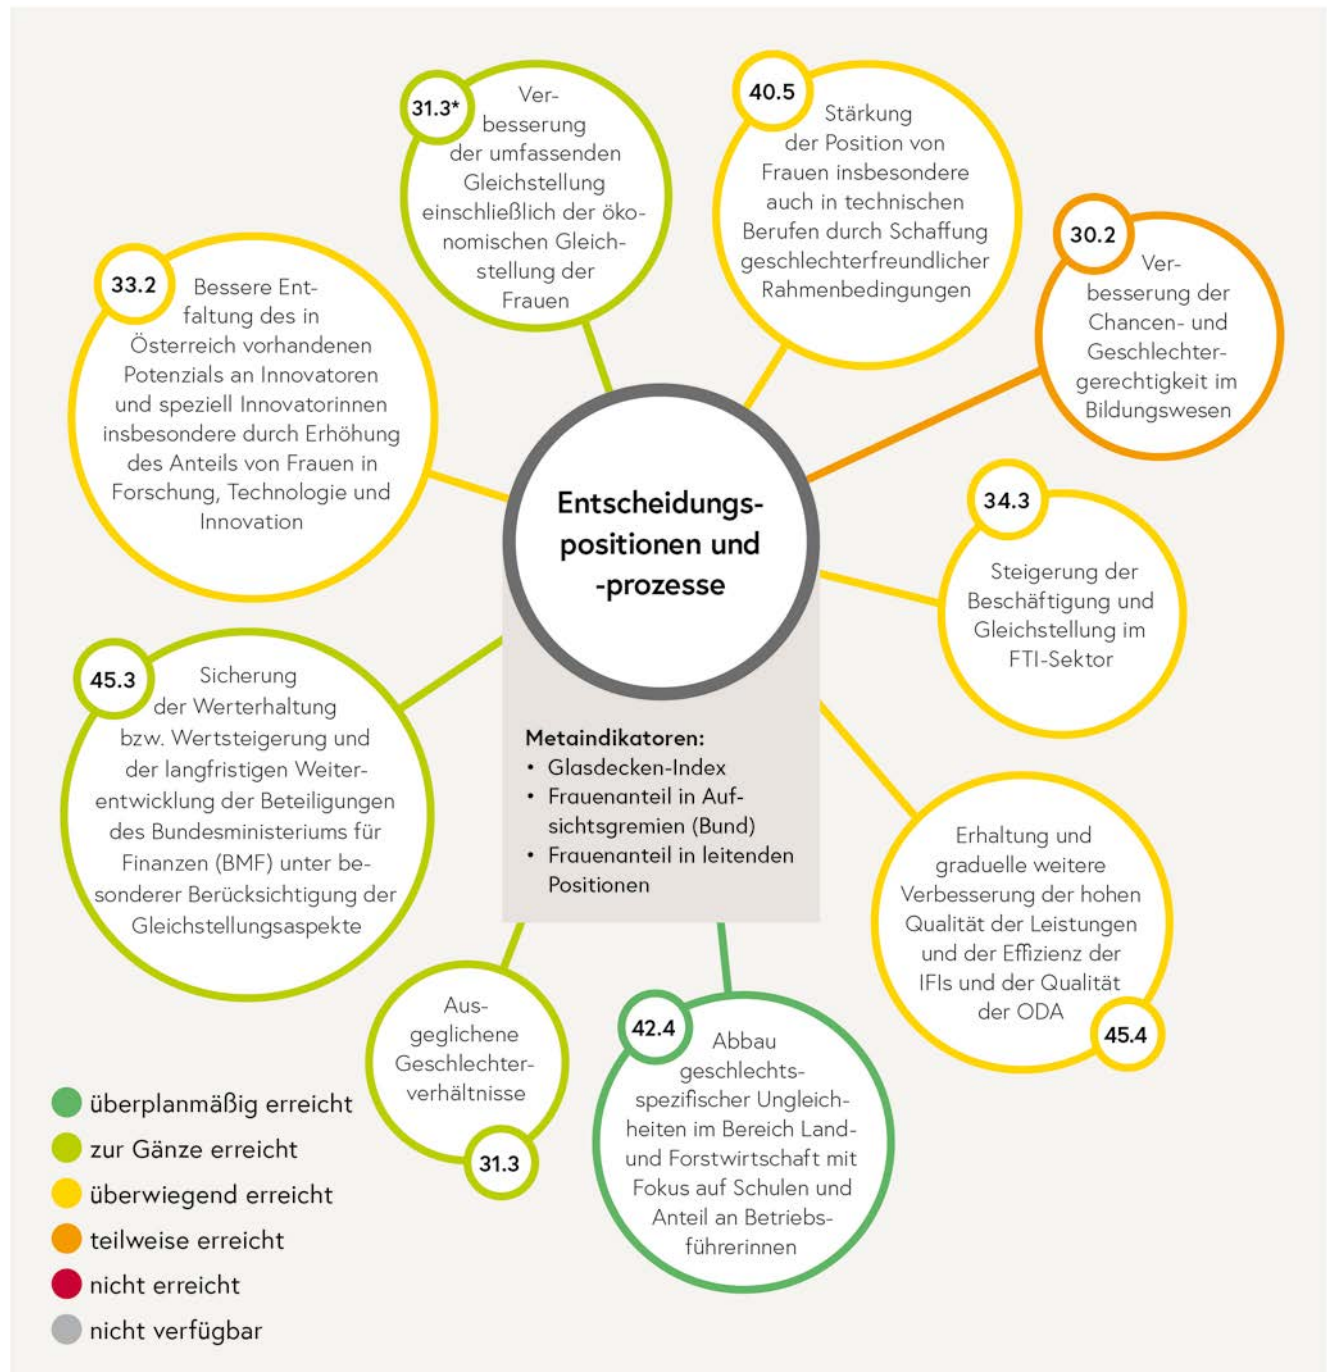 31.3*
Ver-
besserung
der umfassenden
Gleichstellung
einschließlich der öko-
nomischen Gleich-
stellung der
Frauen
40.5
Stärkung
der Position von
Frauen insbesondere
auch in technischen
Berufen durch Schaffung
geschlechterfreundlicher
Rahmenbedingungen
30.2
Ver-
besserung der
Chancen- und
Geschlechter-
gerechtigkeit im
Bildungswesen
33.2
Bessere Ent-
faltung des in
Österreich vorhandenen
Potenzials an Innovatoren
und speziell Innovatorinnen
insbesondere durch Erhöhung
des Anteils von Frauen in
Forschung, Technologie und
Innovation
Entscheidungs-
positionen und
-prozesse
34.3
Steigerung der
Beschäftigung und
Gleichstellung im
FTI-Sektor
45.3
Sicherung
der Werterhaltung
bzw. Wertsteigerung und
der langfristigen Weiter-
entwicklung der Beteiligungen
des Bundesministeriums für
Finanzen (BMF) unter be-
sonderer Berücksichtigung der
Gleichstellungsaspekte
Metaindikatoren:
• Glasdecken-Index
• Frauenanteil in Auf-
sichtsgremien (Bund)
• Frauenanteil in leitenden
Positionen
Erhaltung und
graduelle weitere
Verbesserung der hohen
Qualität der Leistungen
und der Effizienz der
IFIs und der Qualität
der ODA
45.4
Aus-
geglichene
Geschlechter-
verhältnisse
31.3
42.4
Abbau
geschlechts-
spezifischer Ungleich-
heiten im Bereich Land-
und Forstwirtschaft mit
Fokus auf Schulen und
Anteil an Betriebs-
führerinnen
überplanmäßig erreicht
zur Gänze erreicht
überwiegend erreicht
teilweise erreicht
nicht erreicht
nicht verfügbar